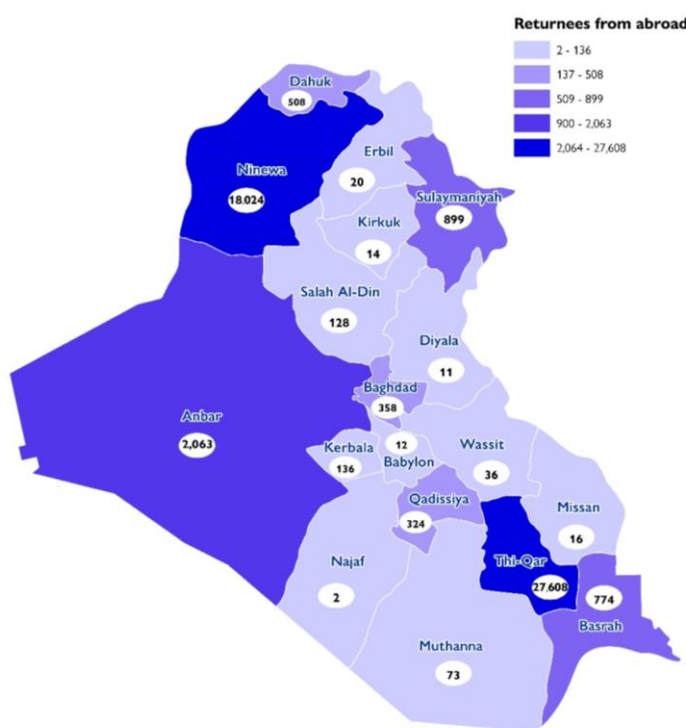 Returnees from abroad
2 - 136
137 - 508
509 - 899
900 - 2,063
2,064 - 27,608
Dahuk
508
Ninewa
18,024
Erbil
20
Sulaymaniyah
899
Kirkuk
14
Salah Al-Din
128
Diyala
11
Baghdad
358
Anbar
2,063
Kerbala
136
12
Babylon
Wassit
36
Qadissiya
324
Missan
16
Najaf
2
Thi-Qar
27,608
774
Basrah
Muthanna
73